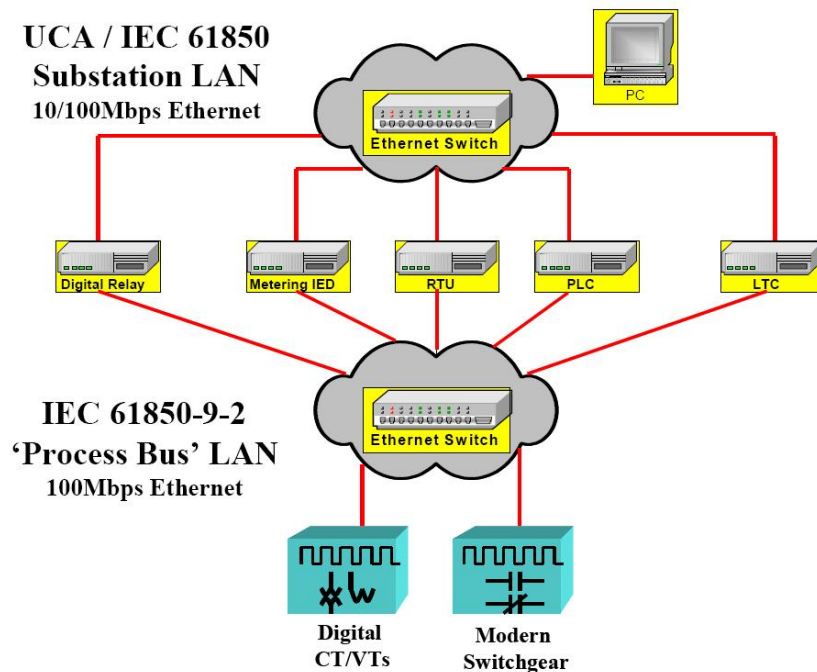 UCA / IEC 61850
Substation LAN
10/100Mbps Ethernet
PC
Ethernet Switch
Digital Relay
Metering IED
RTU
PLC
LTC
IEC 61850-9-2
‘Process Bus’ LAN
100Mbps Ethernet
Ethernet Switch
Digital
CT/VTs
Modern
Switchgear